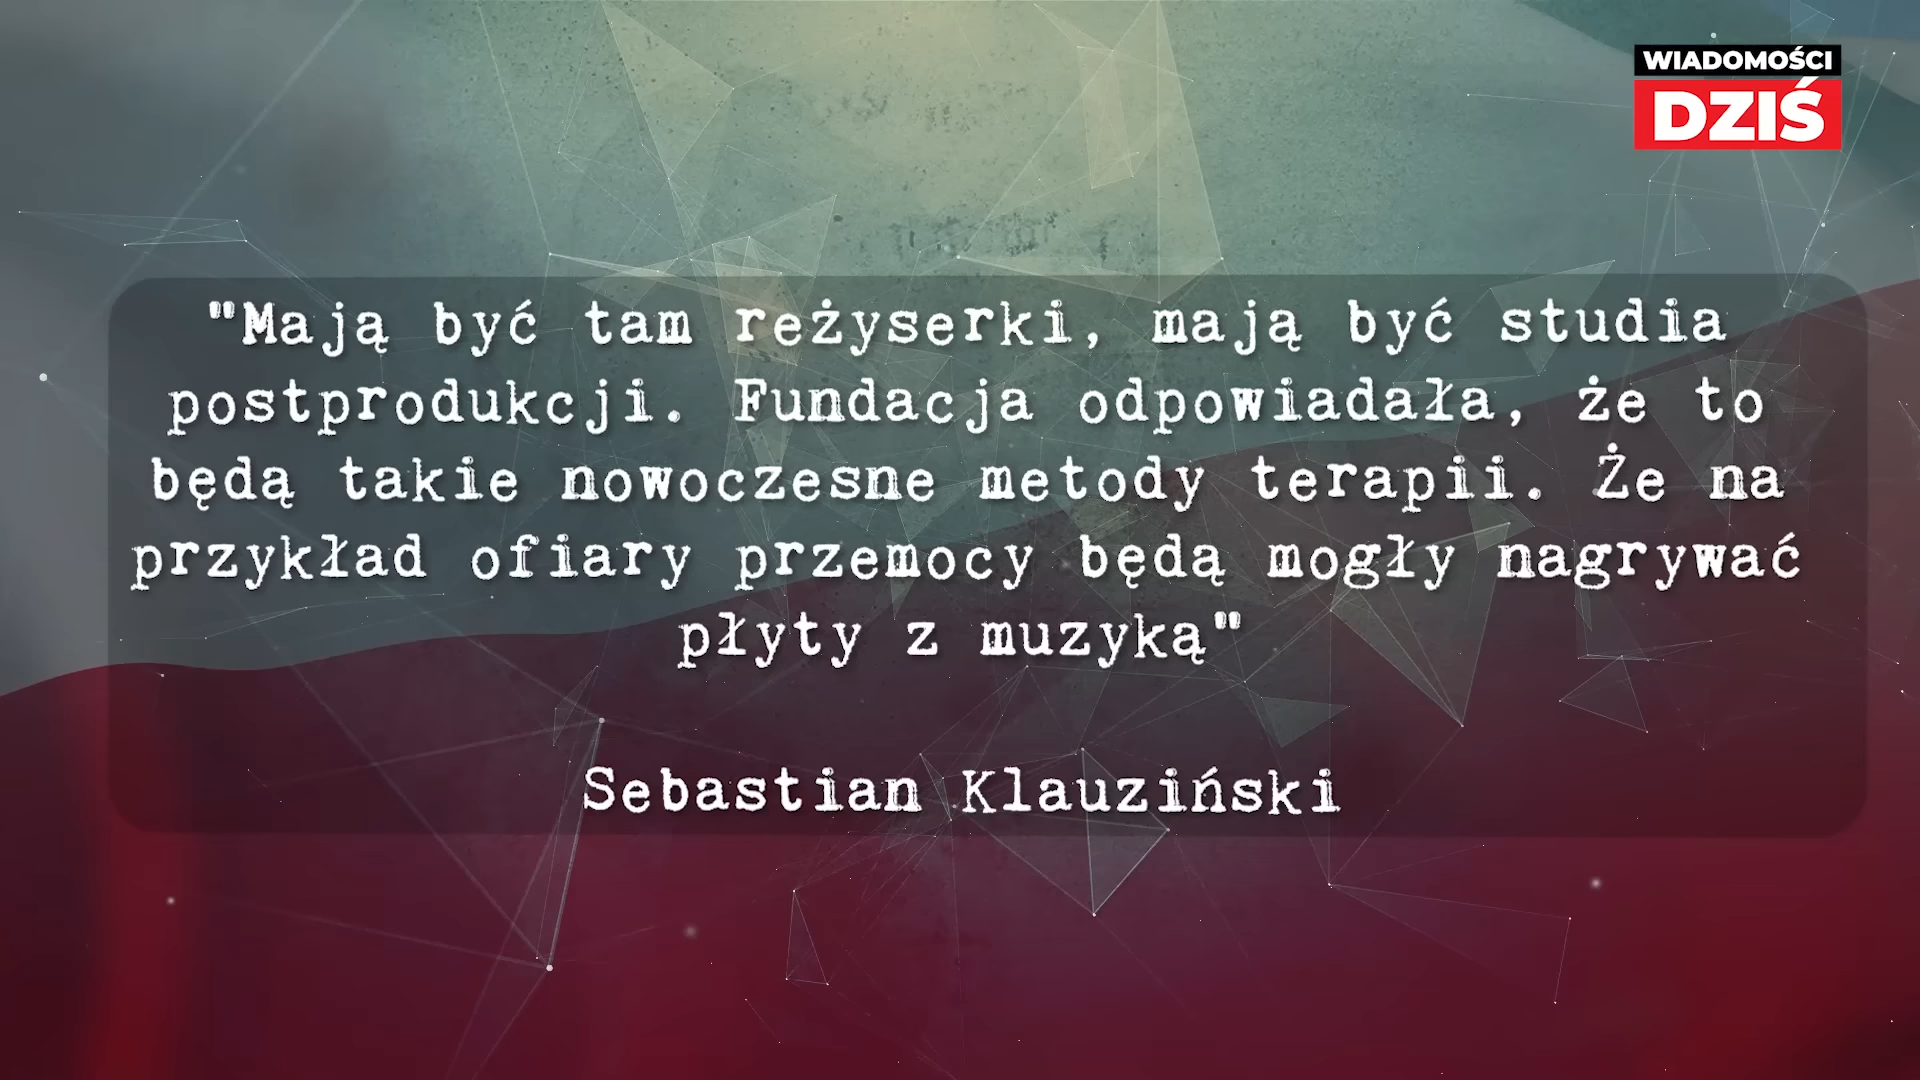 WIADOMOŚCI
DZIŚ
"Mają być tam reżyserki, mają być studia
postprodukcji. Fundacja odpowiadała, że to
będą takie nowoczesne metody terapii. Że na
przykład ofiary przemocy będą mogły nagrywać
płyty z muzyką"
Sebastian Klauziński